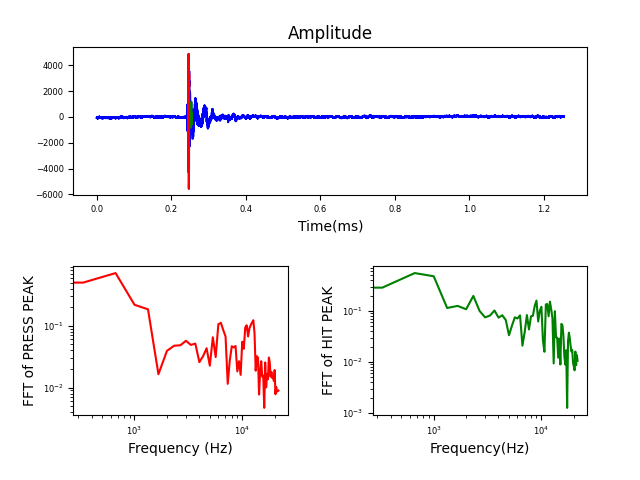 Amplitude
4000
2000
0
−2000
−4000
−6000
0.0 0.2 0.4 0.6 0.8 1.0 1.2
Time(ms)
FFT of PRESS PEAK
10⁻¹
10⁻²
10³ 10⁴
Frequency (Hz)
FFT of HIT PEAK
10⁻¹
10⁻²
10⁻³
10³ 10⁴
Frequency(Hz)